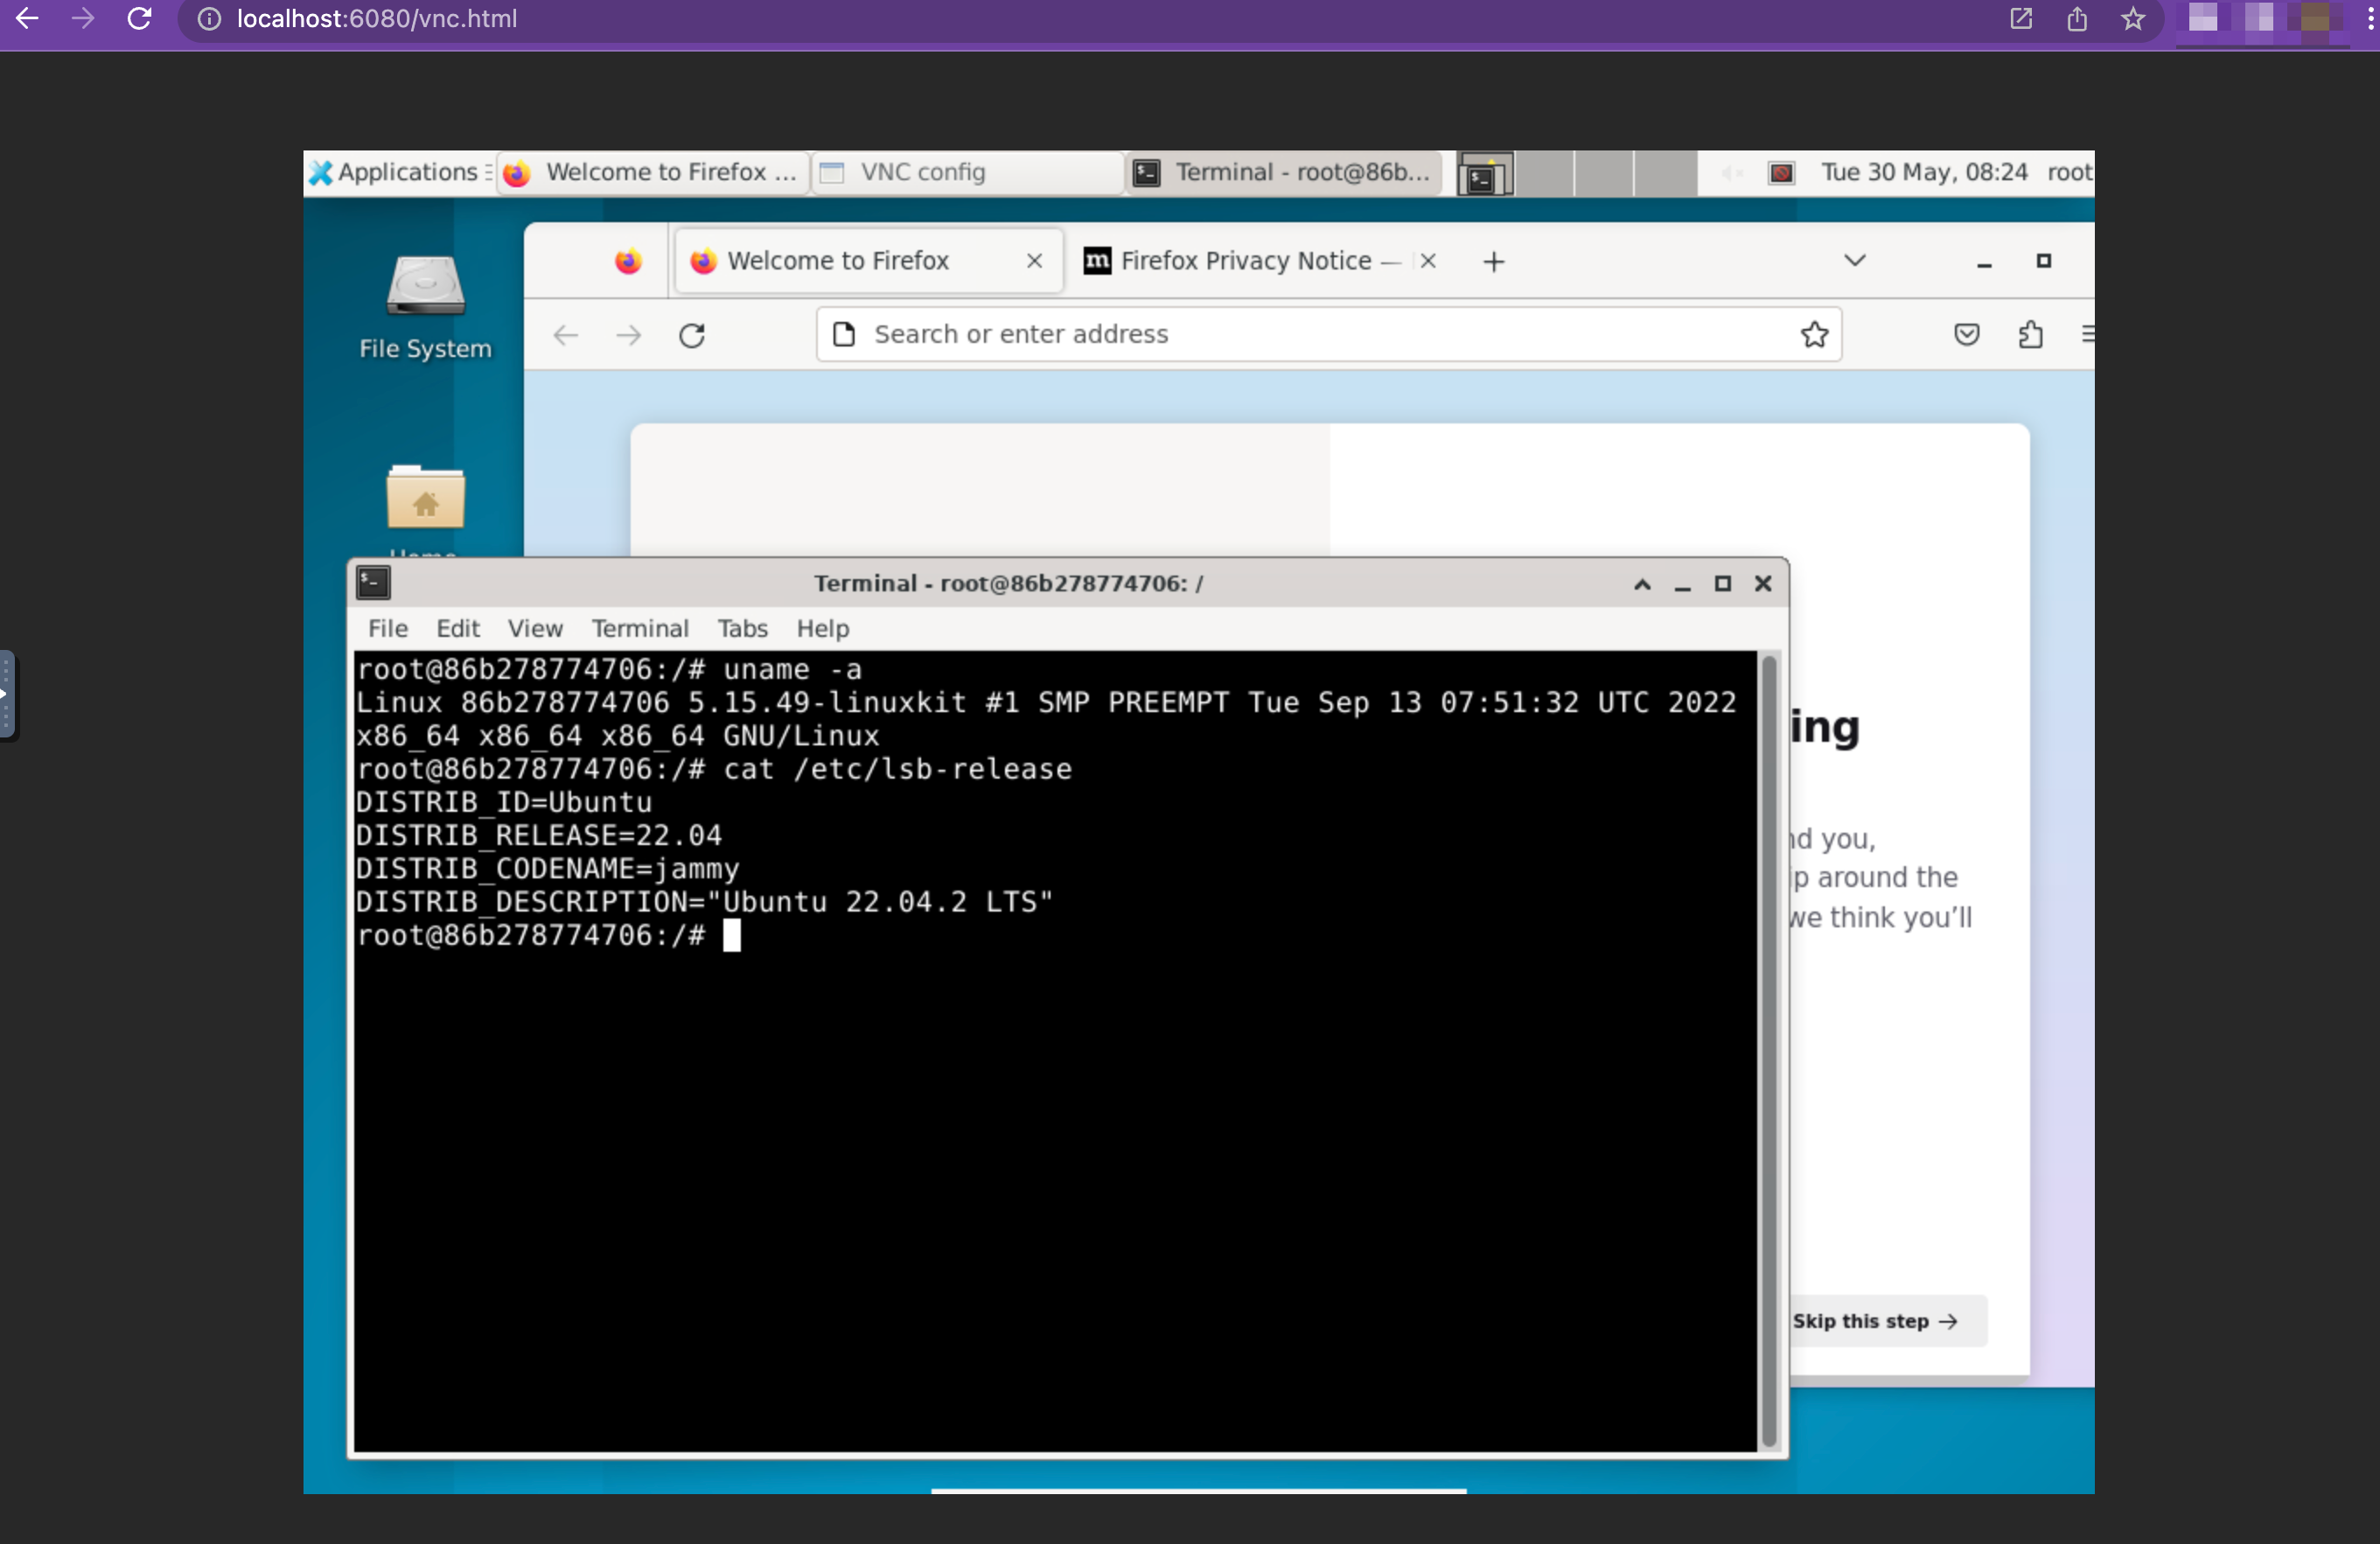 localhost:6080/vnc.html
Applications
Welcome to Firefox ...
VNC config
Terminal - root@86b...
Tue 30 May, 08:24
root
Welcome to Firefox
Firefox Privacy Notice —
Search or enter address
File System
Home
Terminal - root@86b278774706: /
File Edit View Terminal Tabs Help
root@86b278774706:/# uname -a
Linux 86b278774706 5.15.49-linuxkit #1 SMP PREEMPT Tue Sep 13 07:51:32 UTC 2022
x86_64 x86_64 x86_64 GNU/Linux
root@86b278774706:/# cat /etc/lsb-release
DISTRIB_ID=Ubuntu
DISTRIB_RELEASE=22.04
DISTRIB_CODENAME=jammy
DISTRIB_DESCRIPTION="Ubuntu 22.04.2 LTS"
root@86b278774706:/#
ing
you,
around the
we think you’ll
Skip this step →